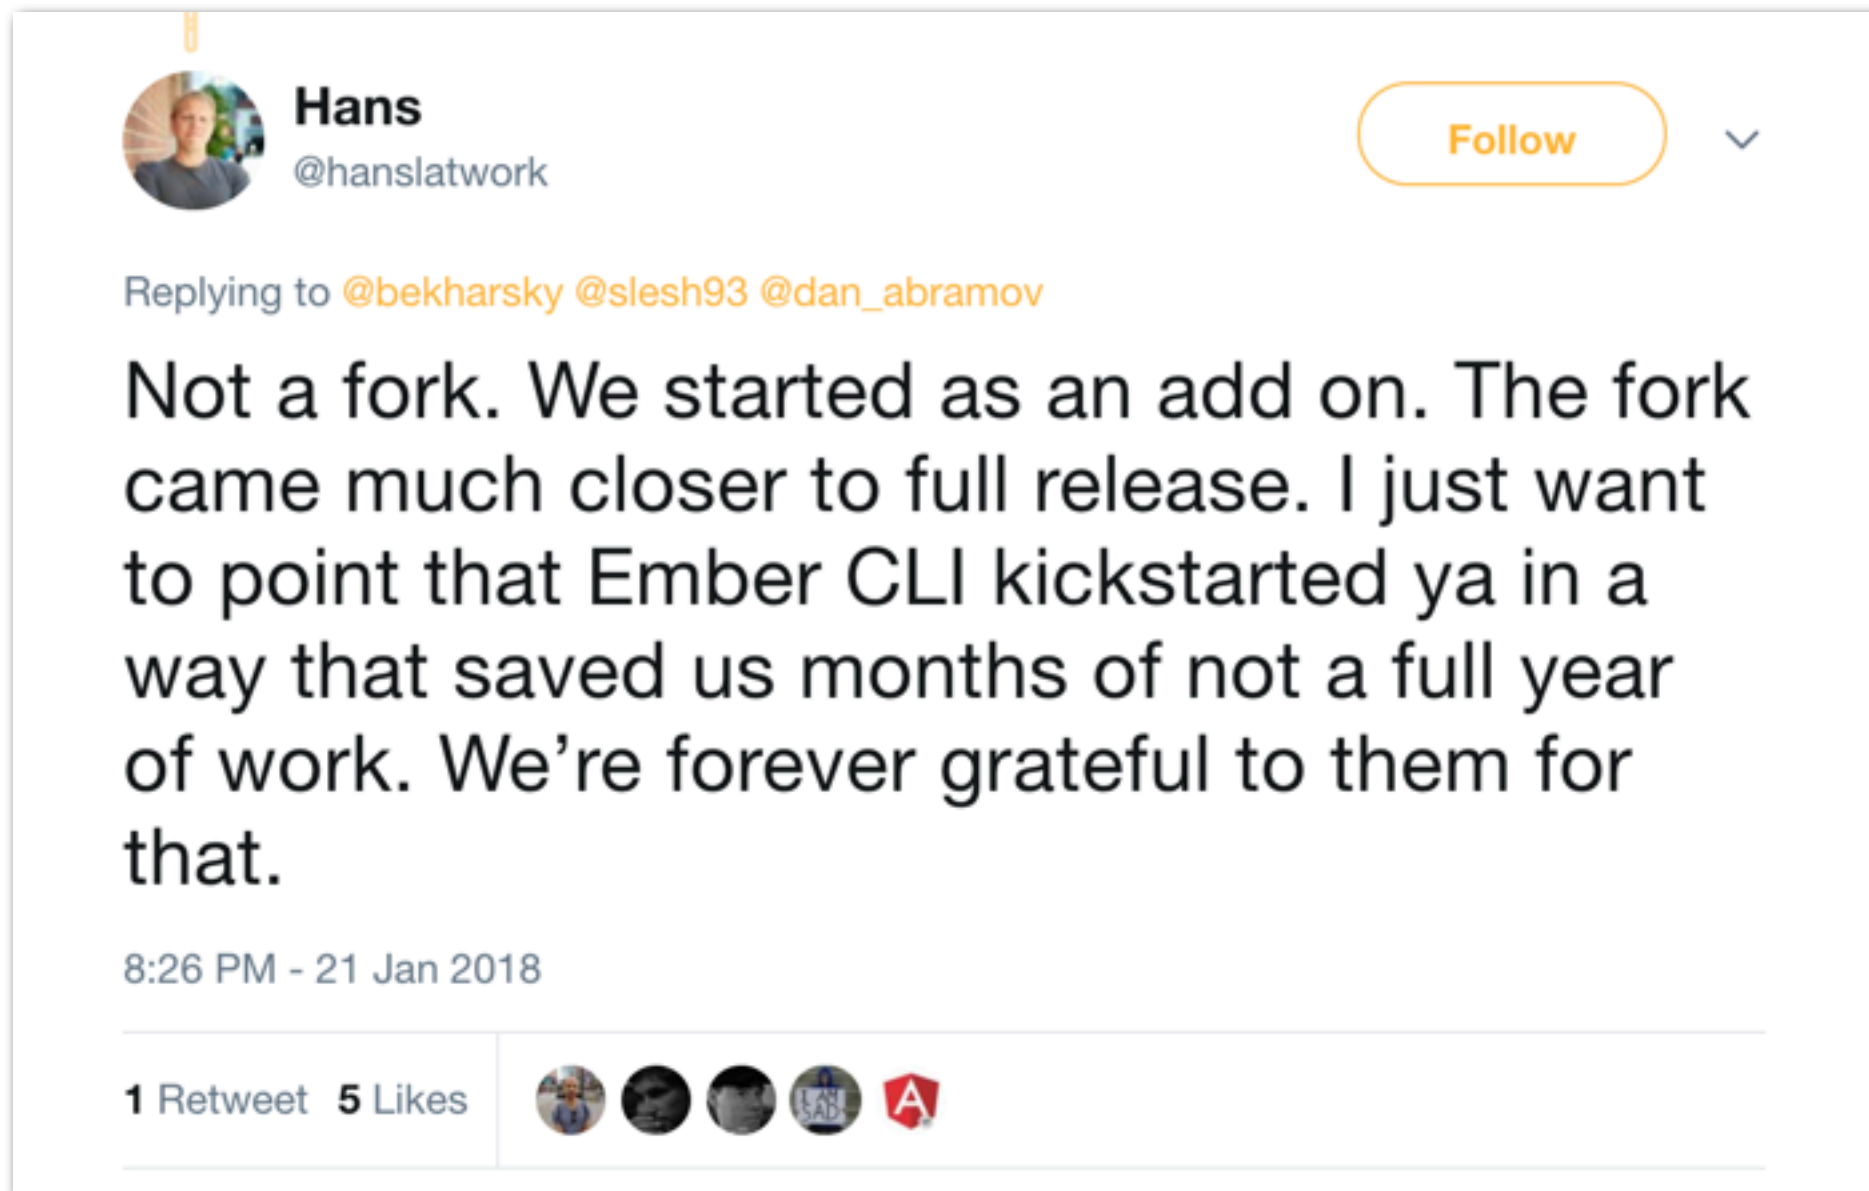 Hans
@hanslatwork
Follow
Replying to @bekharsky @slesh93 @dan_abramov
Not a fork. We started as an add on. The fork
came much closer to full release. I just want
to point that Ember CLI kickstarted ya in a
way that saved us months of not a full year
of work. We’re forever grateful to them for
that.
8:26 PM - 21 Jan 2018
1 Retweet 5 Likes
I AM
SAD
A